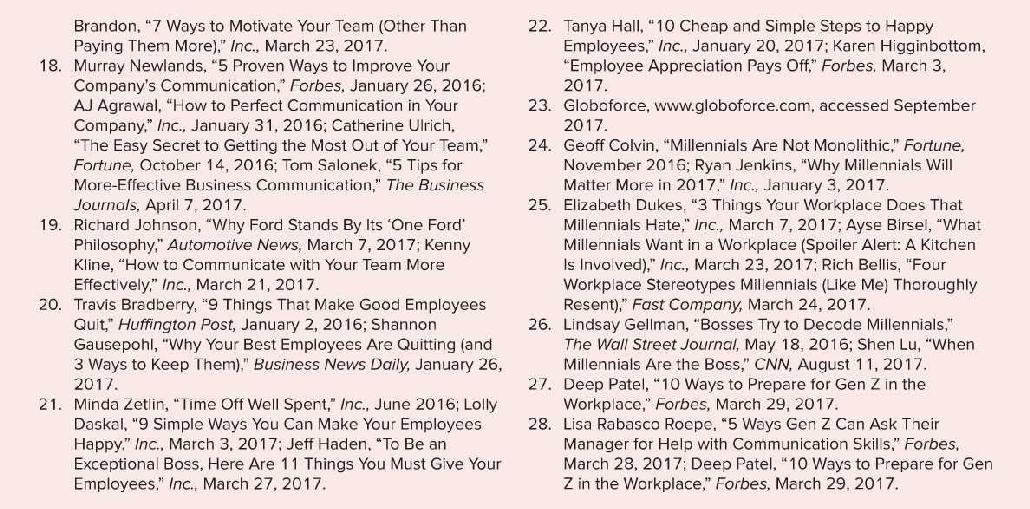 Brandon, “7 Ways to Motivate Your Team (Other Than
Paying Them More),” Inc., March 23, 2017.
18. Murray Newlands, “5 Proven Ways to Improve Your
Company’s Communication,” Forbes, January 26, 2016;
AJ Agrawal, “How to Perfect Communication in Your
Company,” Inc., January 31, 2016; Catherine Ulrich,
“The Easy Secret to Getting the Most Out of Your Team,”
Fortune, October 14, 2016; Tom Salonek, “5 Tips for
More-Effective Business Communication,” The Business
Journals, April 7, 2017.
19. Richard Johnson, “Why Ford Stands By Its ‘One Ford’
Philosophy,” Automotive News, March 7, 2017; Kenny
Kline, “How to Communicate with Your Team More
Effectively,” Inc., March 21, 2017.
20. Travis Bradberry, “9 Things That Make Good Employees
Quit,” Huffington Post, January 2, 2016; Shannon
Gausepohl, “Why Your Best Employees Are Quitting (and
3 Ways to Keep Them),” Business News Daily, January 26,
2017.
21. Minda Zetlin, “Time Off Well Spent,” Inc., June 2016; Lolly
Daskal, “9 Simple Ways You Can Make Your Employees
Happy,” Inc., March 3, 2017; Jeff Haden, “To Be an
Exceptional Boss, Here Are 11 Things You Must Give Your
Employees,” Inc., March 27, 2017.
22. Tanya Hall, “10 Cheap and Simple Steps to Happy
Employees,” Inc., January 20, 2017; Karen Higginbottom,
“Employee Appreciation Pays Off,” Forbes, March 3,
2017.
23. Globoforce, www.globoforce.com, accessed September
2017.
24. Geoff Colvin, “Millennials Are Not Monolithic,” Fortune,
November 2016; Ryan Jenkins, “Why Millennials Will
Matter More in 2017,” Inc., January 3, 2017.
25. Elizabeth Dukes, “3 Things Your Workplace Does That
Millennials Hate,” Inc., March 7, 2017; Ayse Birsel, “What
Millennials Want in a Workplace (Spoiler Alert: A Kitchen
Is Involved),” Inc., March 23, 2017; Rich Bellis, “Four
Workplace Stereotypes Millennials (Like Me) Thoroughly
Resent),” Fast Company, March 24, 2017.
26. Lindsay Gellman, “Bosses Try to Decode Millennials,”
The Wall Street Journal, May 18, 2016; Shen Lu, “When
Millennials Are the Boss,” CNN, August 11, 2017.
27. Deep Patel, “10 Ways to Prepare for Gen Z in the
Workplace,” Forbes, March 29, 2017.
28. Lisa Rabasco Roepe, “5 Ways Gen Z Can Ask Their
Manager for Help with Communication Skills,” Forbes,
March 28, 2017; Deep Patel, “10 Ways to Prepare for Gen
Z in the Workplace,” Forbes, March 29, 2017.